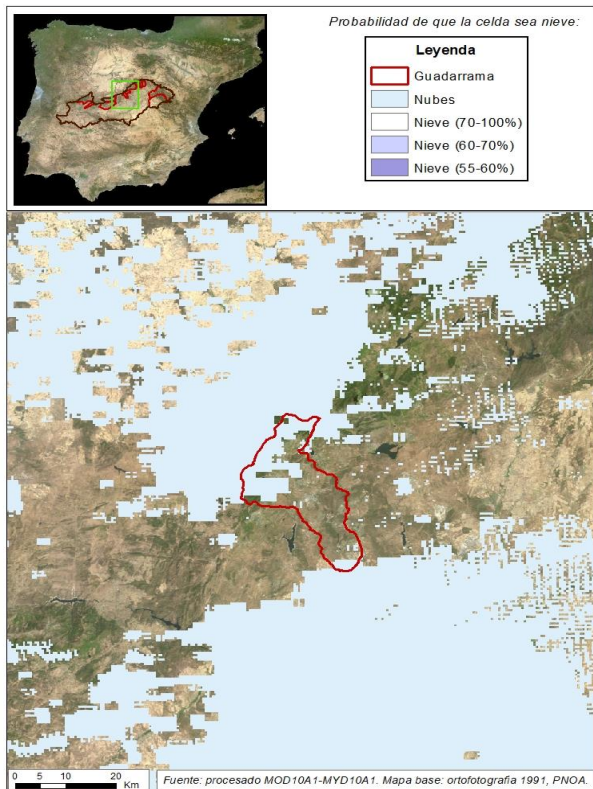 Probabilidad de que la celda sea nieve:
Leyenda
Guadarrama
Nubes
Nieve (70-100%)
Nieve (60-70%)
Nieve (55-60%)
0 5 10 20
Km
Fuente: procesado MOD10A1-MYD10A1. Mapa base: ortofotografia 1991, PNOA.